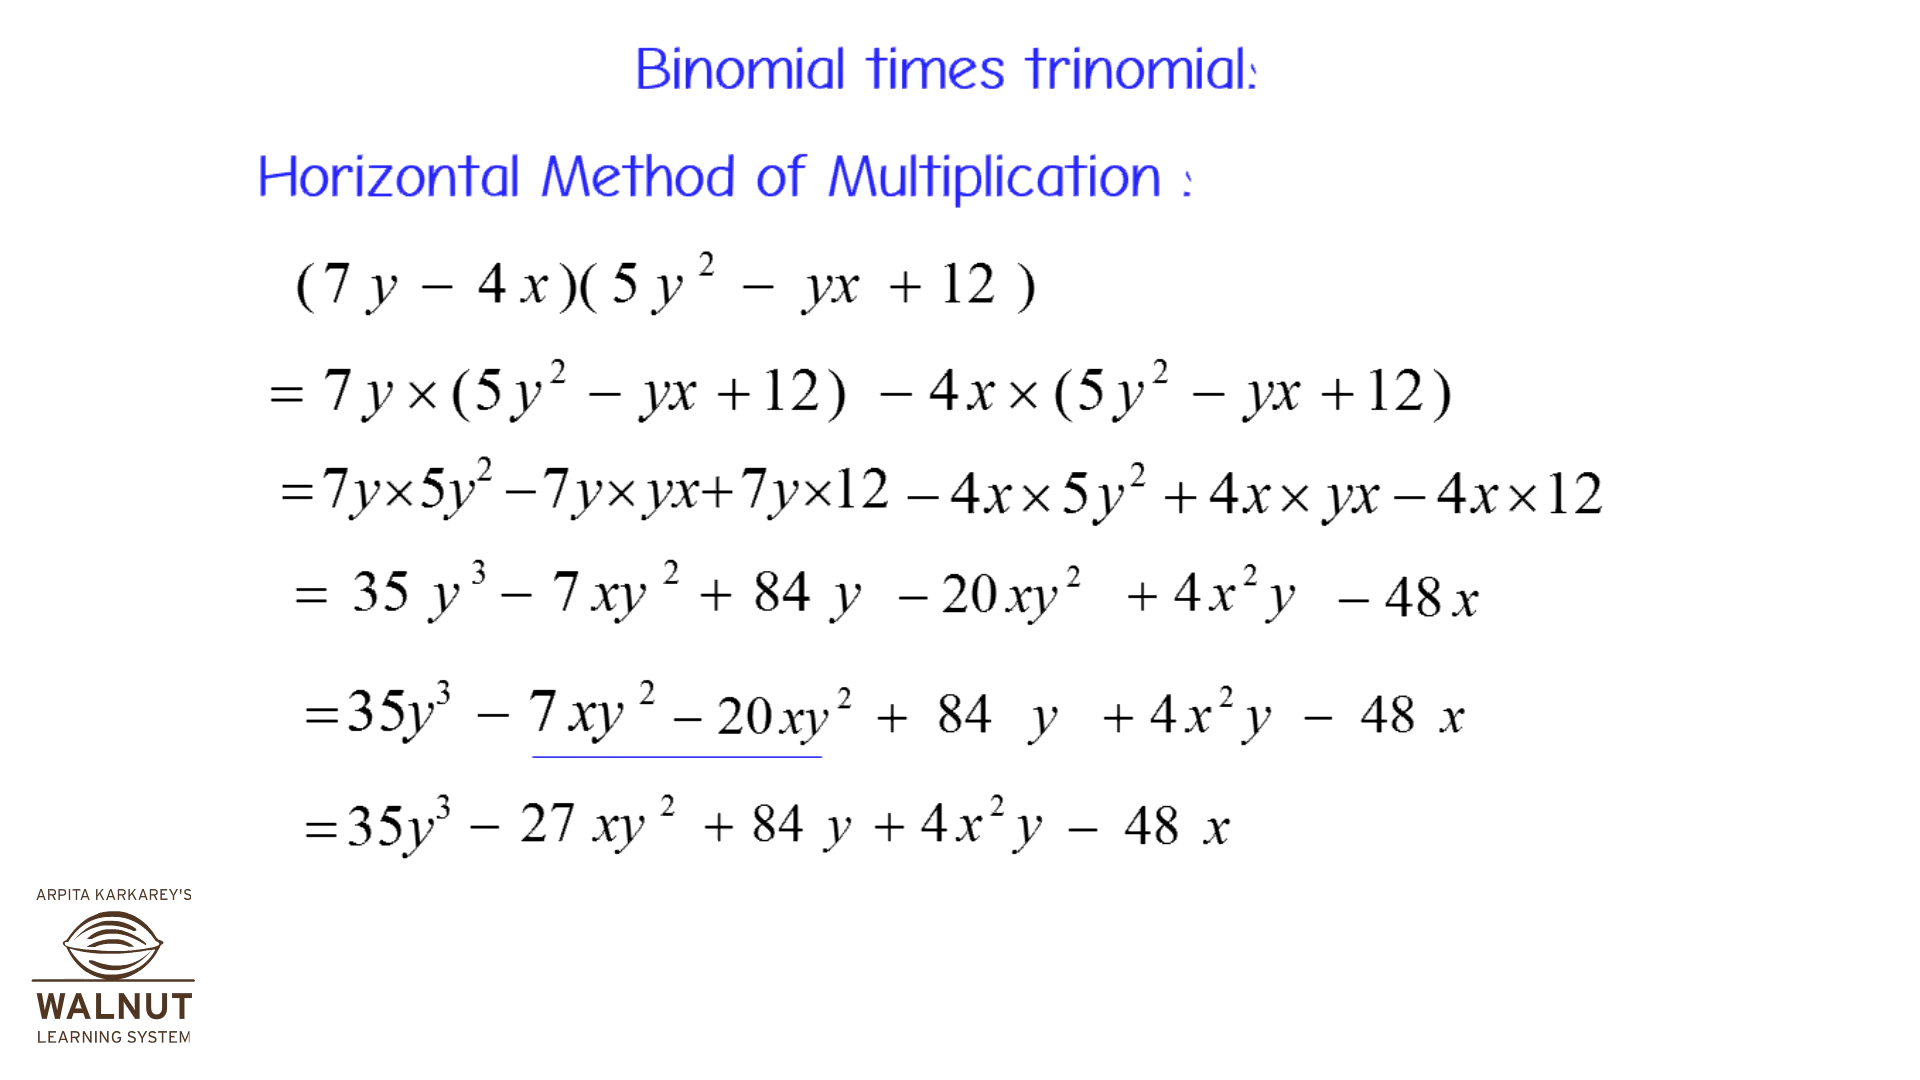 Binomial times trinomial:
Horizontal Method of Multiplication :
(7y − 4x)(5y² − yx + 12)
= 7y × (5y² − yx + 12) − 4x × (5y² − yx + 12)
= 7y × 5y² − 7y × yx + 7y × 12 − 4x × 5y² + 4x × yx − 4x × 12
= 35y³ − 7xy² + 84y − 20xy² + 4x²y − 48x
= 35y³ − 7xy² − 20xy² + 84y + 4x²y − 48x
= 35y³ − 27xy² + 84y + 4x²y − 48x
ARPITA KARKAREY'S
WALNUT
LEARNING SYSTEM